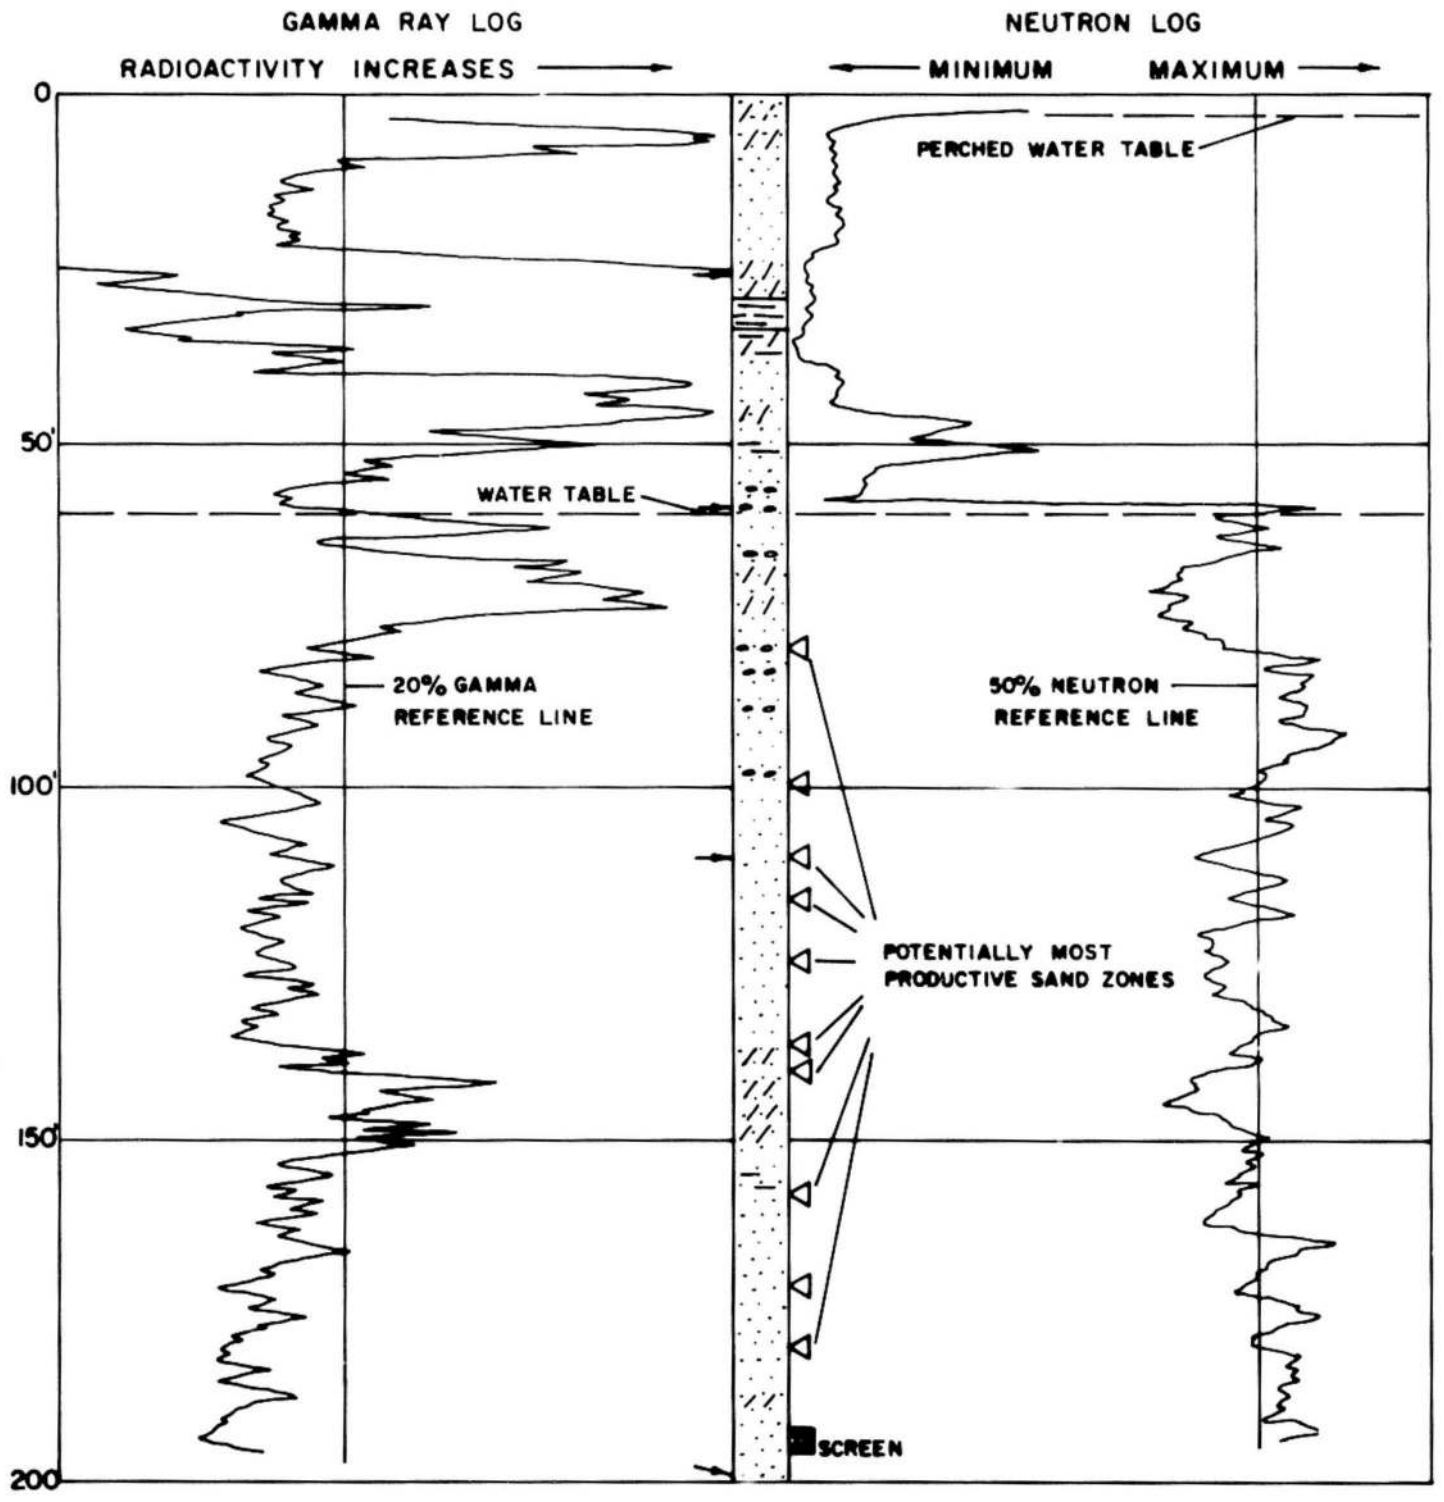 GAMMA RAY LOG
NEUTRON LOG
RADIOACTIVITY INCREASES
MINIMUM
MAXIMUM
0
PERCHED WATER TABLE
50'
WATER TABLE
20% GAMMA
REFERENCE LINE
50% NEUTRON
REFERENCE LINE
100'
POTENTIALLY MOST
PRODUCTIVE SAND ZONES
150'
SCREEN
200